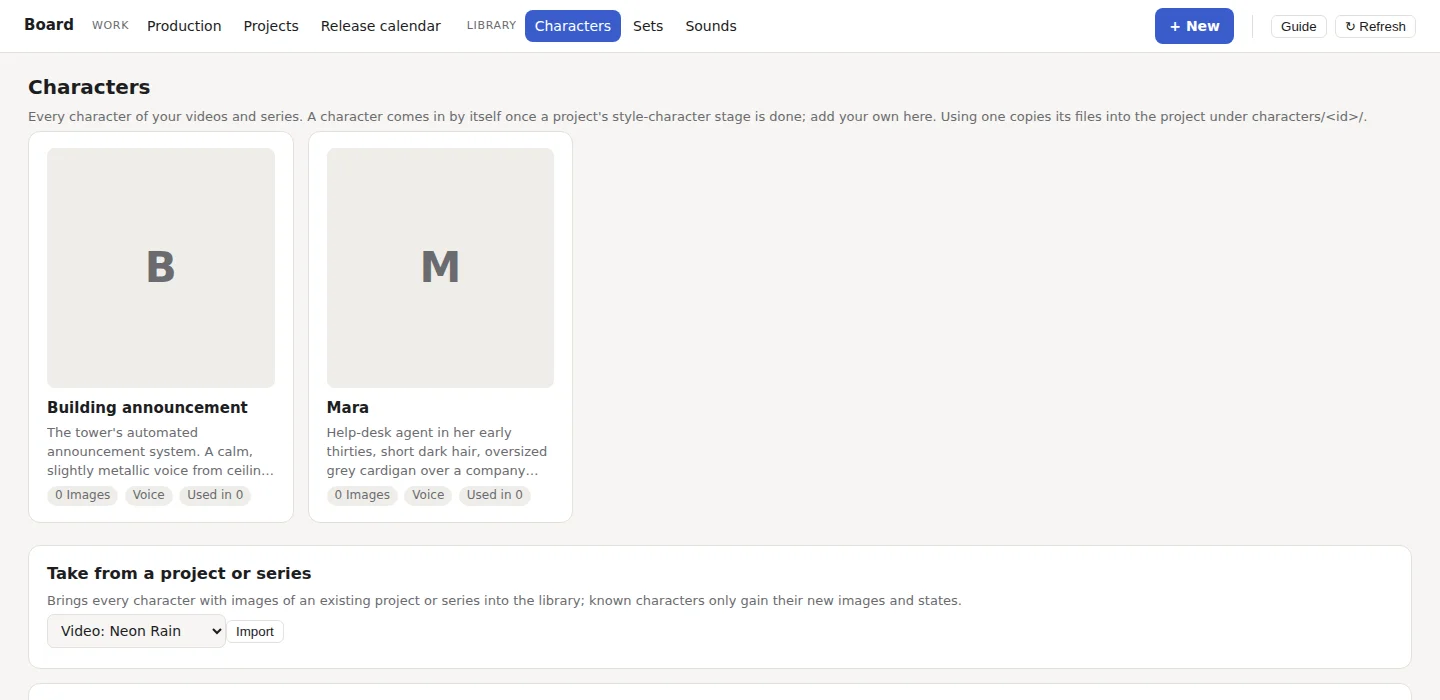 Board WORK Production Projects Release calendar LIBRARY Characters Sets Sounds + New Guide ↻ Refresh
Characters
Every character of your videos and series. A character comes in by itself once a project's style-character stage is done; add your own here. Using one copies its files into the project under characters/<id>/.
B
M
Building announcement
The tower's automated
announcement system. A calm,
slightly metallic voice from ceilin…
0 Images Voice Used in 0
Mara
Help-desk agent in her early
thirties, short dark hair, oversized
grey cardigan over a company…
0 Images Voice Used in 0
Take from a project or series
Brings every character with images of an existing project or series into the library; known characters only gain their new images and states.
Video: Neon Rain Import